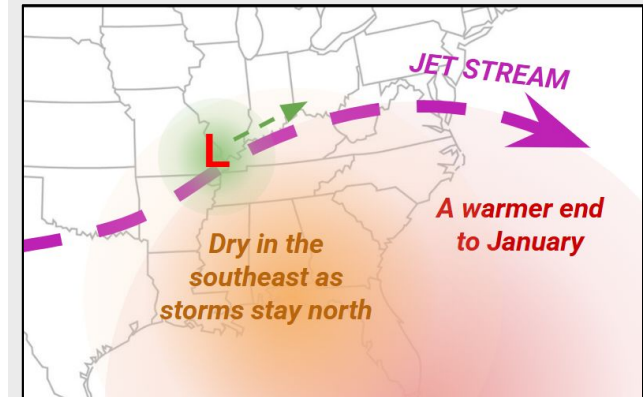 JET STREAM
L
A warmer end
to January
Dry in the
southeast as
storms stay north